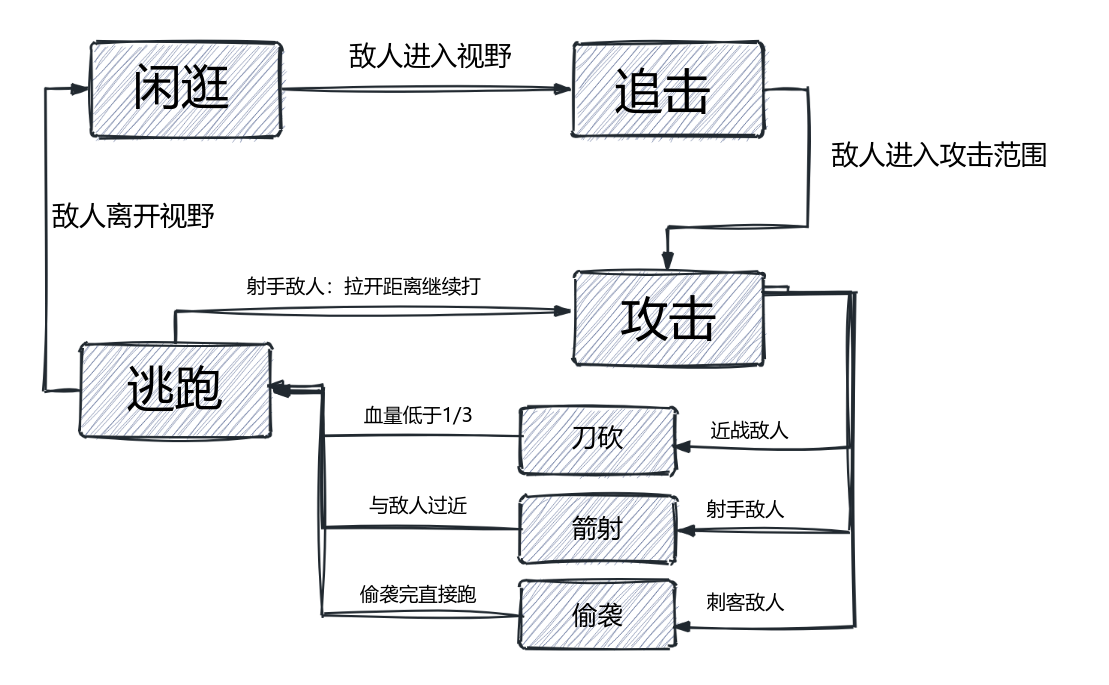 闲逛
敌人进入视野
追击
敌人进入攻击范围
敌人离开视野
射手敌人：拉开距离继续打
攻击
逃跑
血量低于1/3
刀砍
近战敌人
与敌人过近
箭射
射手敌人
偷袭完直接跑
偷袭
刺客敌人